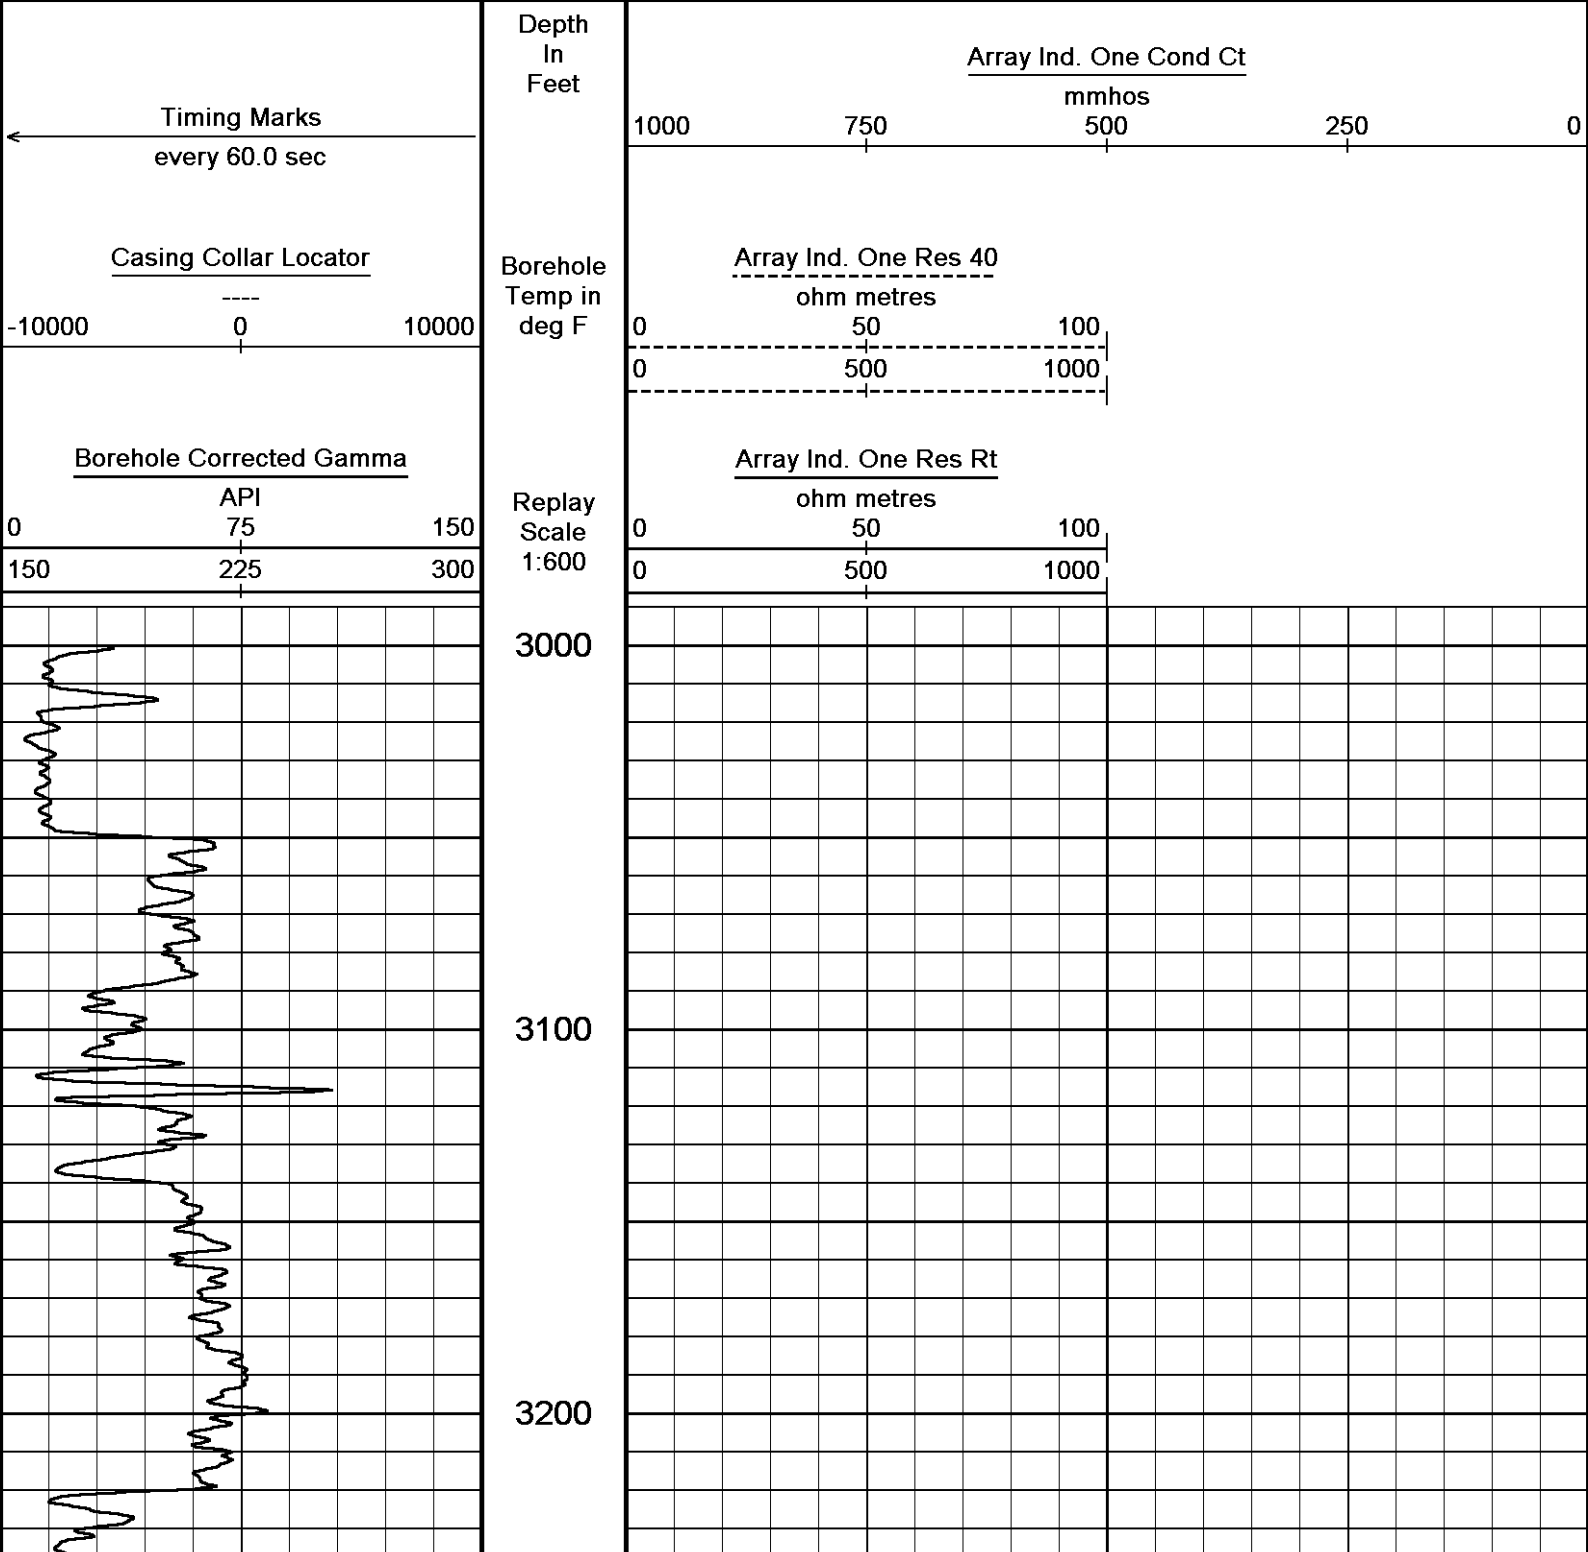 Timing Marks
every 60.0 sec
Casing Collar Locator
----
-10000 0 10000
Borehole Corrected Gamma
API
0 75 150
150 225 300
Depth
In
Feet
Borehole
Temp in
deg F
Replay
Scale
1:600
Array Ind. One Cond Ct
mmhos
1000 750 500 250 0
Array Ind. One Res 40
ohm metres
0 50 100
0 500 1000
Array Ind. One Res Rt
ohm metres
0 50 100
0 500 1000
3000
3100
3200